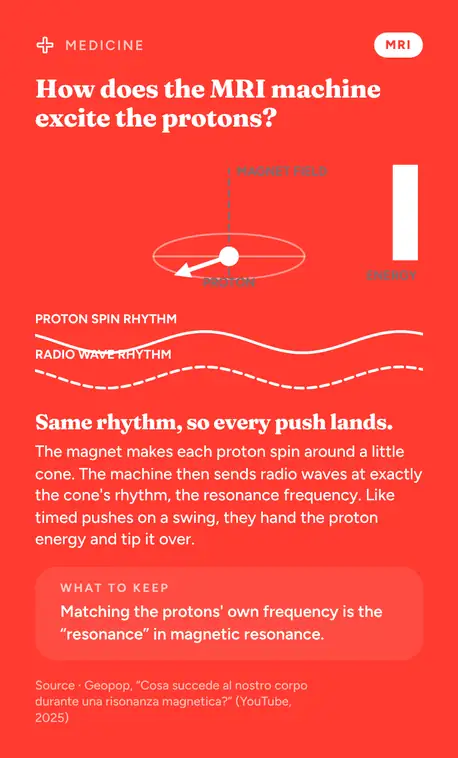 MEDICINE
MRI
How does the MRI machine
excite the protons?
MAGNET FIELD
PROTON
ENERGY
PROTON SPIN RHYTHM
RADIO WAVE RHYTHM
Same rhythm, so every push lands.
The magnet makes each proton spin around a little
cone. The machine then sends radio waves at exactly
the cone's rhythm, the resonance frequency. Like
timed pushes on a swing, they hand the proton
energy and tip it over.
WHAT TO KEEP
Matching the protons' own frequency is the
“resonance” in magnetic resonance.
Source · Geopop, “Cosa succede al nostro corpo
durante una risonanza magnetica?” (YouTube,
2025)